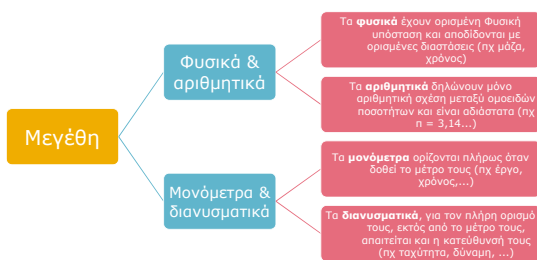 Μεγέθη
Φυσικά &
αριθμητικά
Τα φυσικά έχουν ορισμένη Φυσική
υπόσταση και αποδίδονται με
ορισμένες διαστάσεις (πχ μάζα,
χρόνος)
Τα αριθμητικά δηλώνουν μόνο
αριθμητική σχέση μεταξύ ομοειδών
ποσοτήτων και είναι αδιάστατα (πχ
π = 3,14...)
Μονόμετρα &
διανυσματικά
Τα μονόμετρα ορίζονται πλήρως όταν
δοθεί το μέτρο τους (πχ έργο,
χρόνος,...)
Τα διανυσματικά, για τον πλήρη ορισμό
τους, εκτός από το μέτρο τους,
απαιτείται και η κατεύθυνσή τους
(πχ ταχύτητα, δύναμη, ...)